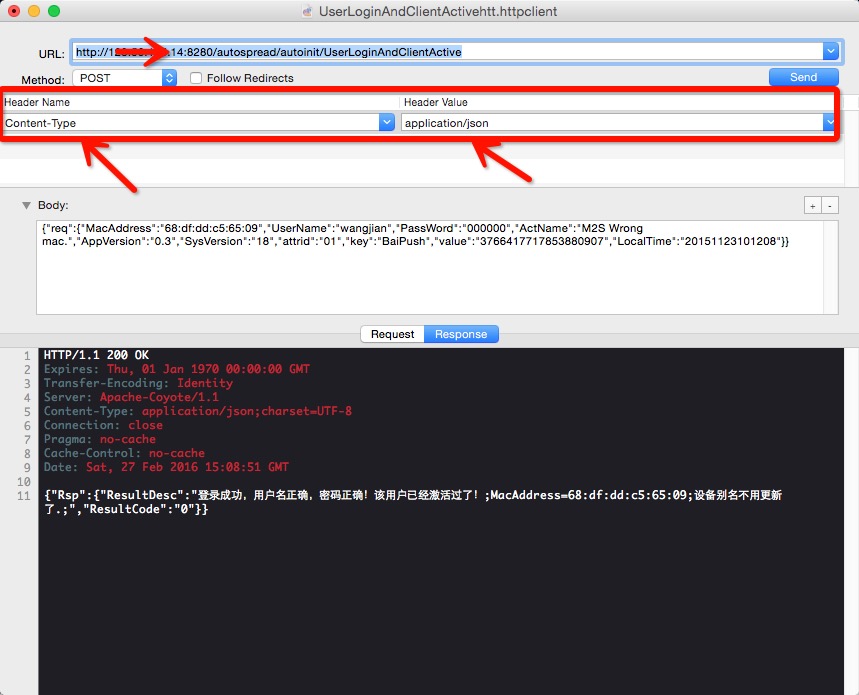 UserLoginAndClientActivehtt.httpclient
URL: http://12 14:8280/autospread/autoinit/UserLoginAndClientActive
Method: POST Follow Redirects Send
Header Name Header Value
Content-Type application/json
Body: + -
{"req":{"MacAddress":"68:df:dd:c5:65:09","UserName":"wangjian","PassWord":"000000","ActName":"M2S Wrong
mac.","AppVersion":"0.3","SysVersion":"18","attrid":"01","key":"BaiPush","value":"3766417717853880907","LocalTime":"20151123101208"}}
Request Response
1 HTTP/1.1 200 OK
2 Expires: Thu, 01 Jan 1970 00:00:00 GMT
3 Transfer-Encoding: Identity
4 Server: Apache-Coyote/1.1
5 Content-Type: application/json;charset=UTF-8
6 Connection: close
7 Pragma: no-cache
8 Cache-Control: no-cache
9 Date: Sat, 27 Feb 2016 15:08:51 GMT
10
11 {"Rsp":{"ResultDesc":"登录成功，用户名正确，密码正确！该用户已经激活过了！;MacAddress=68:df:dd:c5:65:09;设备别名不用更新
了.;","ResultCode":"0"}}